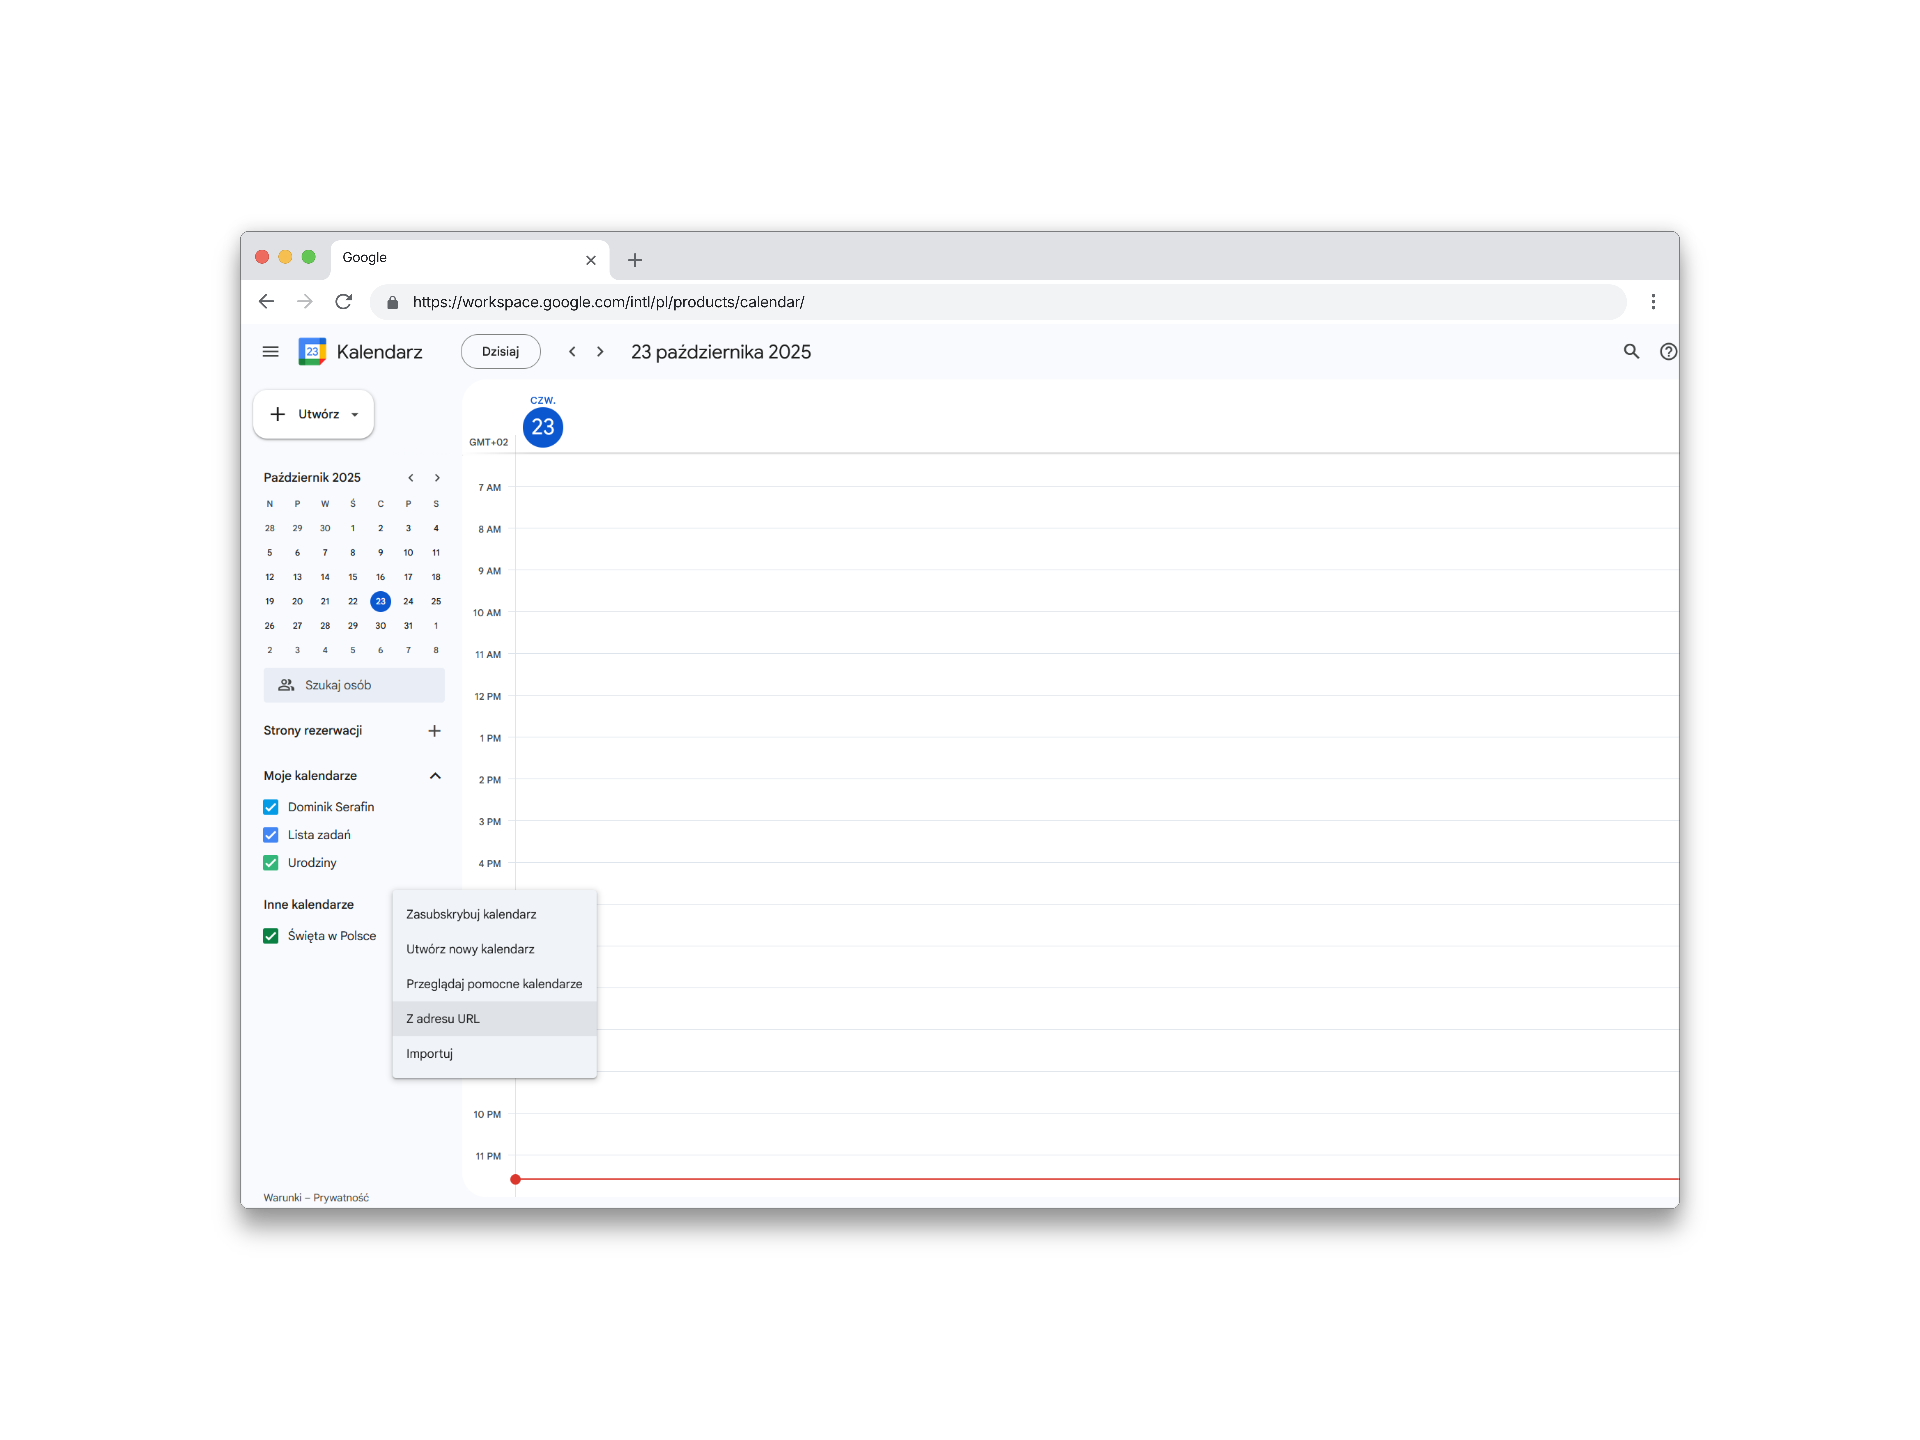 Google
https://workspace.google.com/intl/pl/products/calendar/
23 Kalendarz Dzisiaj 23 października 2025
Utwórz
CZW.
23
GMT+02
Październik 2025
N P W Ś C P S
28 29 30 1 2 3 4
5 6 7 8 9 10 11
12 13 14 15 16 17 18
19 20 21 22 23 24 25
26 27 28 29 30 31 1
2 3 4 5 6 7 8
Szukaj osób
Strony rezerwacji
Moje kalendarze
Dominik Serafin
Lista zadań
Urodziny
Inne kalendarze
Święta w Polsce
Zasubskrybuj kalendarz
Utwórz nowy kalendarz
Przeglądaj pomocne kalendarze
Z adresu URL
Importuj
7 AM
8 AM
9 AM
10 AM
11 AM
12 PM
1 PM
2 PM
3 PM
4 PM
10 PM
11 PM
Warunki – Prywatność